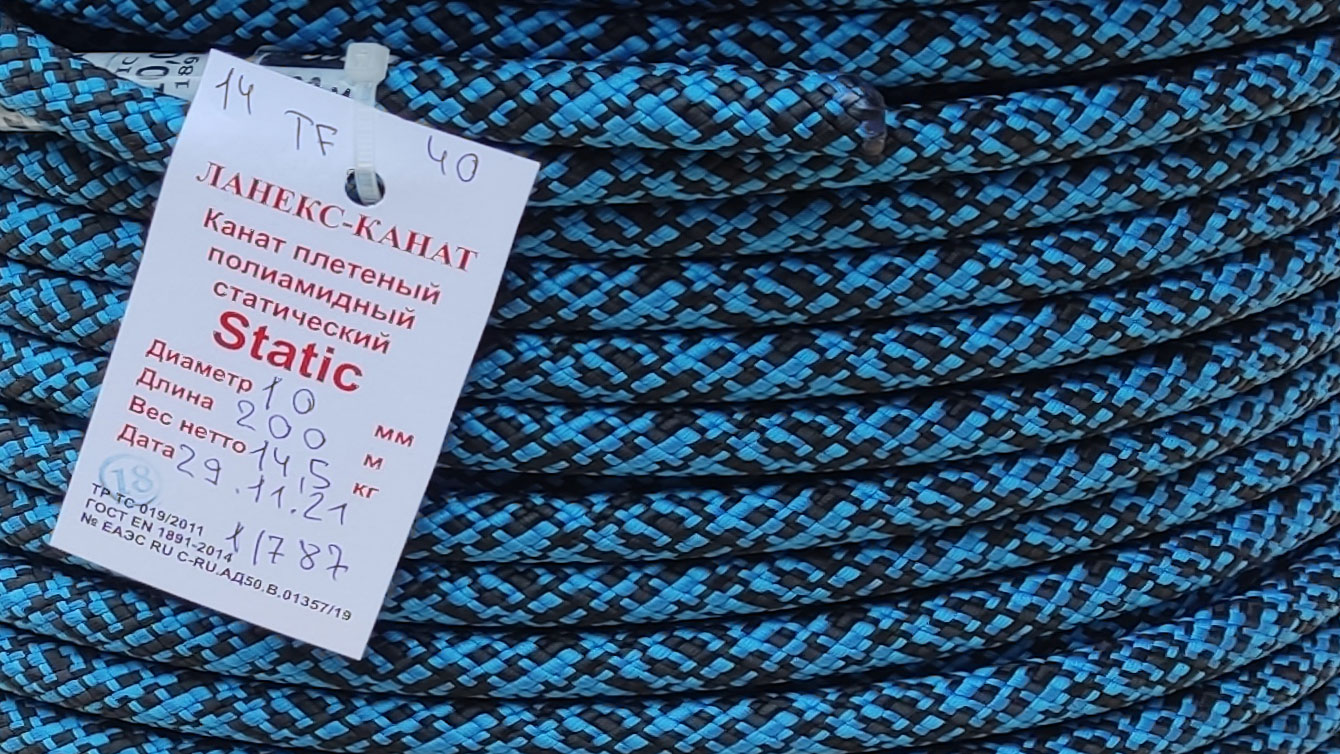 14 TF 40
ЛАНЕКС-КАНАТ
Канат плетеный
полиамидный
статический
Static
Диаметр 10 мм
Длина 200 м
Вес нетто 14,5 кг
Дата 29.11.21
18
ТР ТС 019/2011
ГОСТ EN 1891-2014
1787
№ ЕАЭС RU С-RU.АД50.В.01357/19
189